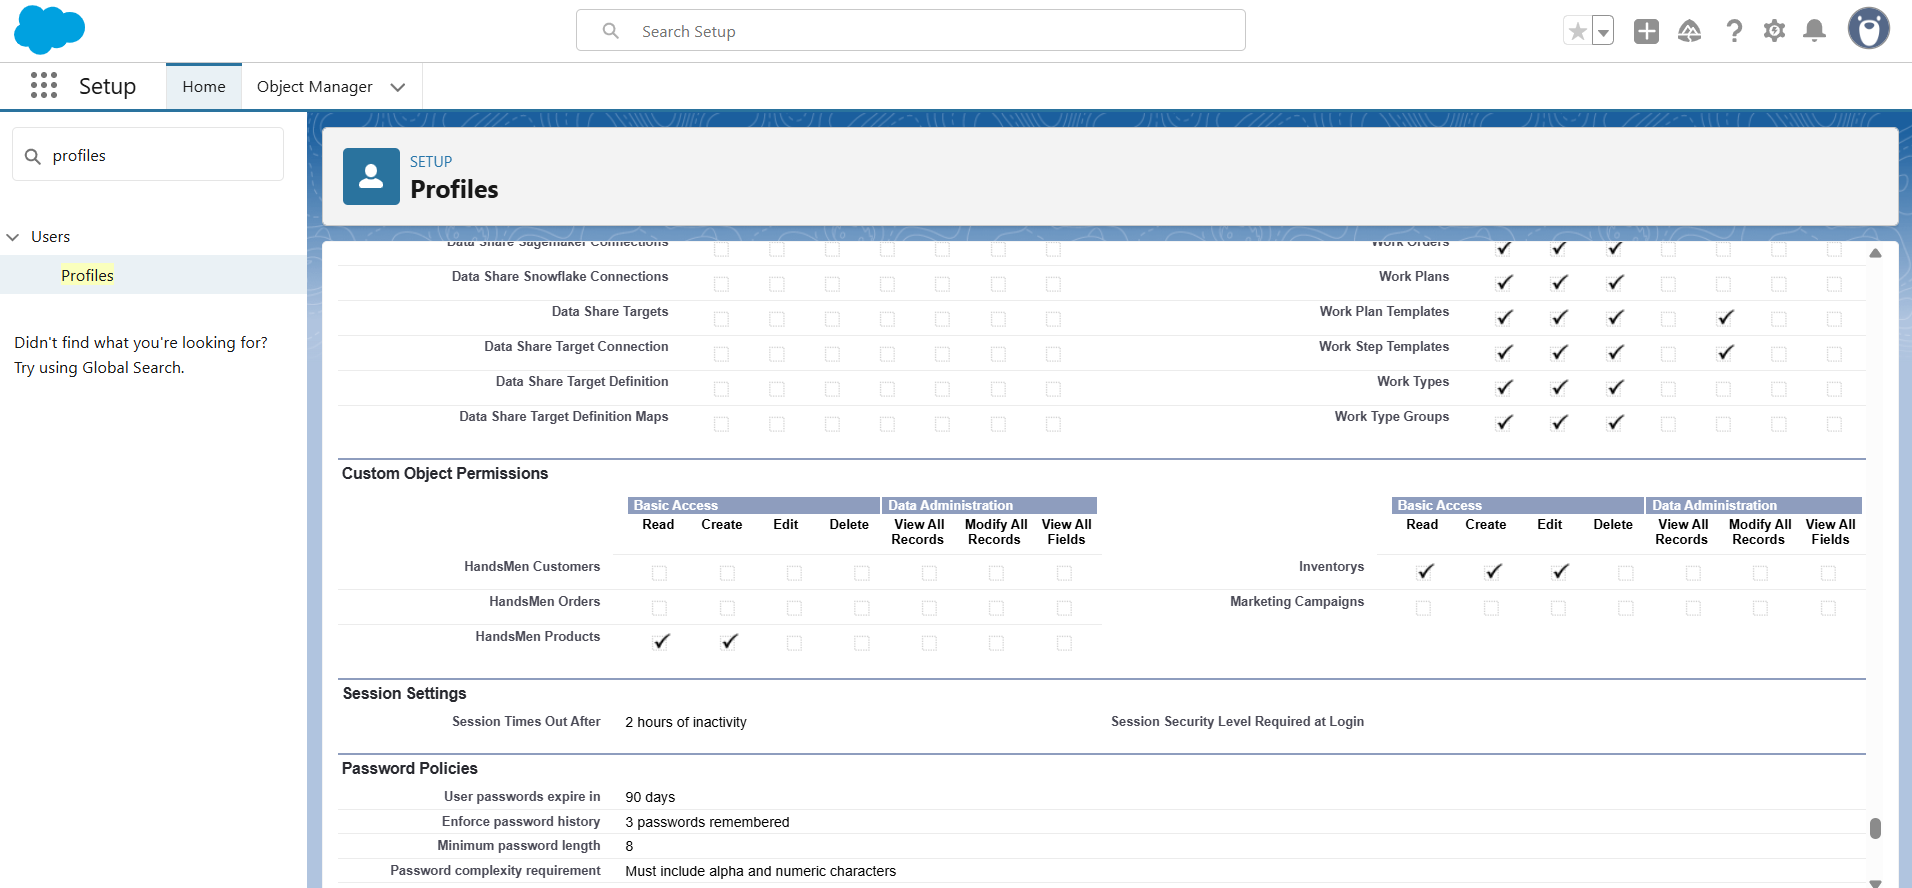 Search Setup
Setup
Home
Object Manager
profiles
Users
Profiles
Didn't find what you're looking for?
Try using Global Search.
SETUP
Profiles
Data Share Sagemaker Connections
Work Orders
Data Share Snowflake Connections
Work Plans
Data Share Targets
Work Plan Templates
Data Share Target Connection
Work Step Templates
Data Share Target Definition
Work Types
Data Share Target Definition Maps
Work Type Groups
Custom Object Permissions
Basic Access Data Administration Basic Access Data Administration
Read Create Edit Delete View All Records Modify All Records View All Fields Read Create Edit Delete View All Records Modify All Records View All Fields
HandsMen Customers
Inventorys
HandsMen Orders
Marketing Campaigns
HandsMen Products
Session Settings
Session Times Out After 2 hours of inactivity
Session Security Level Required at Login
Password Policies
User passwords expire in 90 days
Enforce password history 3 passwords remembered
Minimum password length 8
Password complexity requirement Must include alpha and numeric characters